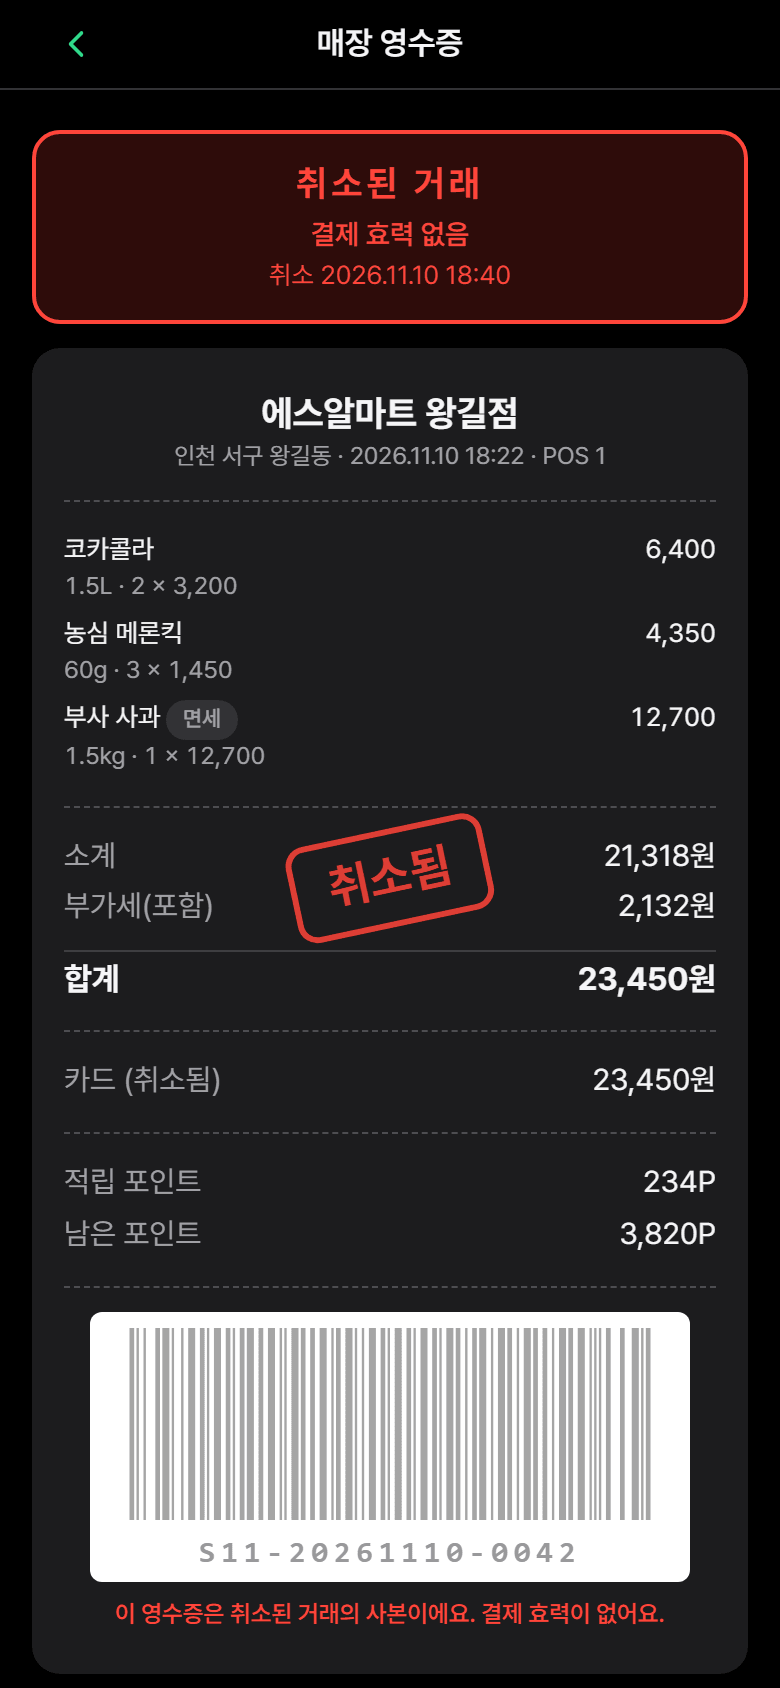 매장 영수증
취소된 거래
결제 효력 없음
취소 2026.11.10 18:40
에스알마트 왕길점
인천 서구 왕길동 · 2026.11.10 18:22 · POS 1
코카콜라 6,400
1.5L · 2 × 3,200
농심 메론킥 4,350
60g · 3 × 1,450
부사 사과 면세 12,700
1.5kg · 1 × 12,700
소계 21,318원
취소됨
부가세(포함) 2,132원
합계 23,450원
카드 (취소됨) 23,450원
적립 포인트 234P
남은 포인트 3,820P
S11-20261110-0042
이 영수증은 취소된 거래의 사본이에요. 결제 효력이 없어요.